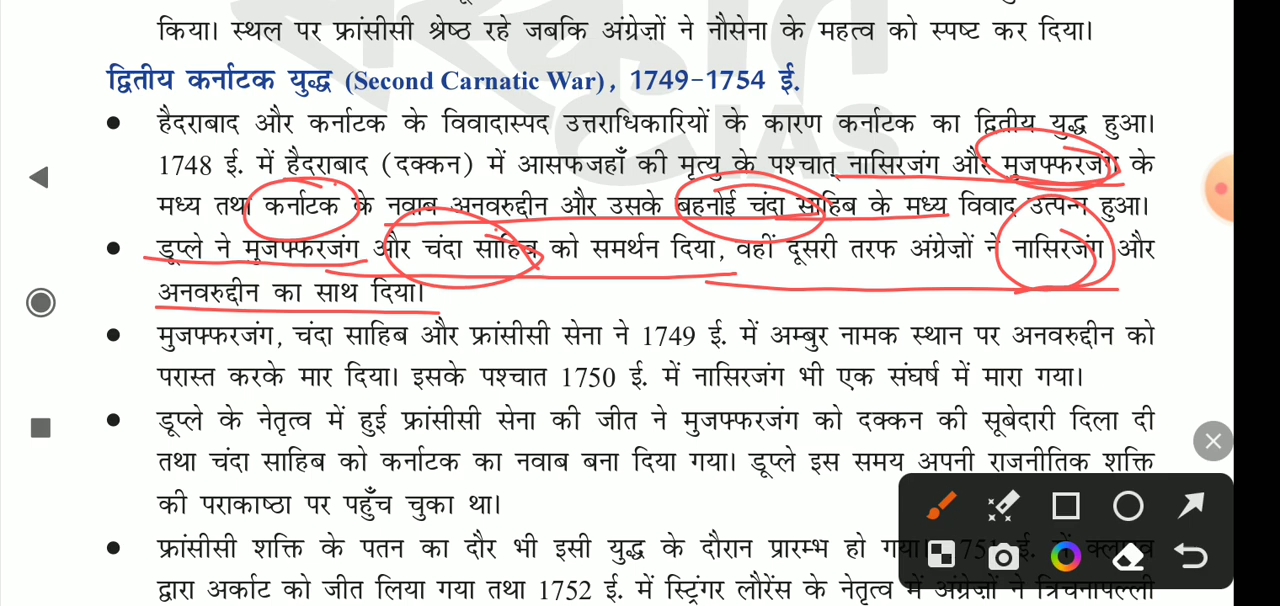 किया। स्थल पर फ्रांसीसी श्रेष्ठ रहे जबकि अंग्रेज़ों ने नौसेना के महत्व को स्पष्ट कर दिया।
द्वितीय कर्नाटक युद्ध (Second Carnatic War), 1749-1754 ई.
● हैदराबाद और कर्नाटक के विवादास्पद उत्तराधिकारियों के कारण कर्नाटक का द्वितीय युद्ध हुआ।
1748 ई. में हैदराबाद (दक्कन) में आसफजहाँ की मृत्यु के पश्चात् नासिरजंग और मुजफ्फरजंग के
मध्य तथा कर्नाटक के नवाब अनवरुद्दीन और उसके बहनोई चंदा साहिब के मध्य विवाद उत्पन्न हुआ।
● डूप्ले ने मुजफ्फरजंग और चंदा साहिब को समर्थन दिया, वहीं दूसरी तरफ अंग्रेज़ों ने नासिरजंग और
अनवरुद्दीन का साथ दिया।
● मुजफ्फरजंग, चंदा साहिब और फ्रांसीसी सेना ने 1749 ई. में अम्बुर नामक स्थान पर अनवरुद्दीन को
परास्त करके मार दिया। इसके पश्चात 1750 ई. में नासिरजंग भी एक संघर्ष में मारा गया।
● डूप्ले के नेतृत्व में हुई फ्रांसीसी सेना की जीत ने मुजफ्फरजंग को दक्कन की सूबेदारी दिला दी
तथा चंदा साहिब को कर्नाटक का नवाब बना दिया गया। डूप्ले इस समय अपनी राजनीतिक शक्ति
की पराकाष्ठा पर पहुँच चुका था।
● फ्रांसीसी शक्ति के पतन का दौर भी इसी युद्ध के दौरान प्रारम्भ हो
द्वारा अर्काट को जीत लिया गया तथा 1752 ई. में स्ट्रिंगर लौरेंस के नेतृत्व में अंग्रेज़ों ने त्रिचनापल्ली